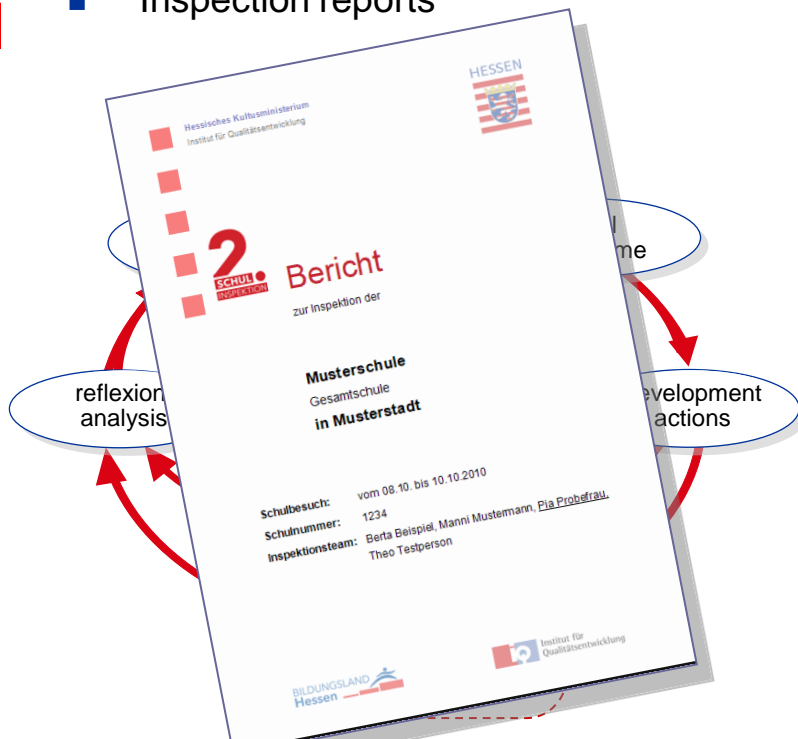 Inspection reports
HESSEN
Hessisches Kultusministerium
Institut für Qualitätsentwicklung
2.
SCHUL
INSPEKTION
Bericht
zur Inspektion der
me
Musterschule
Gesamtschule
in Musterstadt
reflexion
analysis
evelopment
actions
Schulbesuch: vom 08.10. bis 10.10.2010
Schulnummer: 1234
Inspektionsteam: Berta Beispiel, Manni Mustermann, Pia Probefrau,
Theo Testperson
BILDUNGSLAND
Hessen
iQ Institut für
Qualitätsentwicklung